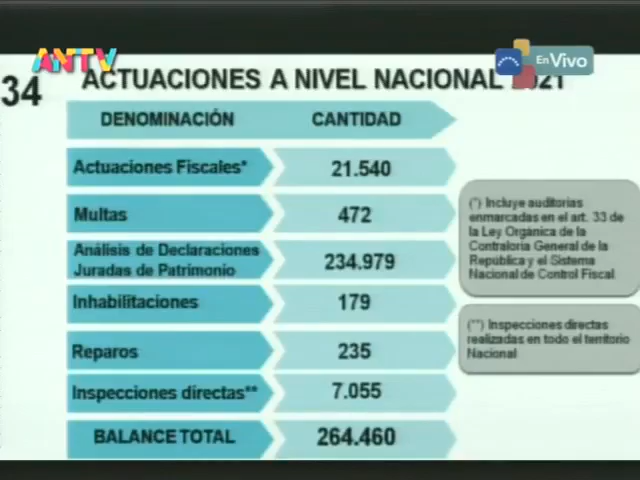 ANTV
En Vivo
34
ACTUACIONES A NIVEL NACIONAL 2021
DENOMINACIÓN CANTIDAD
Actuaciones Fiscales* 21.540
Multas 472
Análisis de Declaraciones
Juradas de Patrimonio 234.979
Inhabilitaciones 179
Reparos 235
Inspecciones directas** 7.055
BALANCE TOTAL 264.460
(*) Incluye auditorias
enmarcadas en el art. 33 de
la Ley Orgánica de la
Contraloría General de la
República y el Sistema
Nacional de Control Fiscal
(**) Inspecciones directas
realizadas en todo el territorio
Nacional